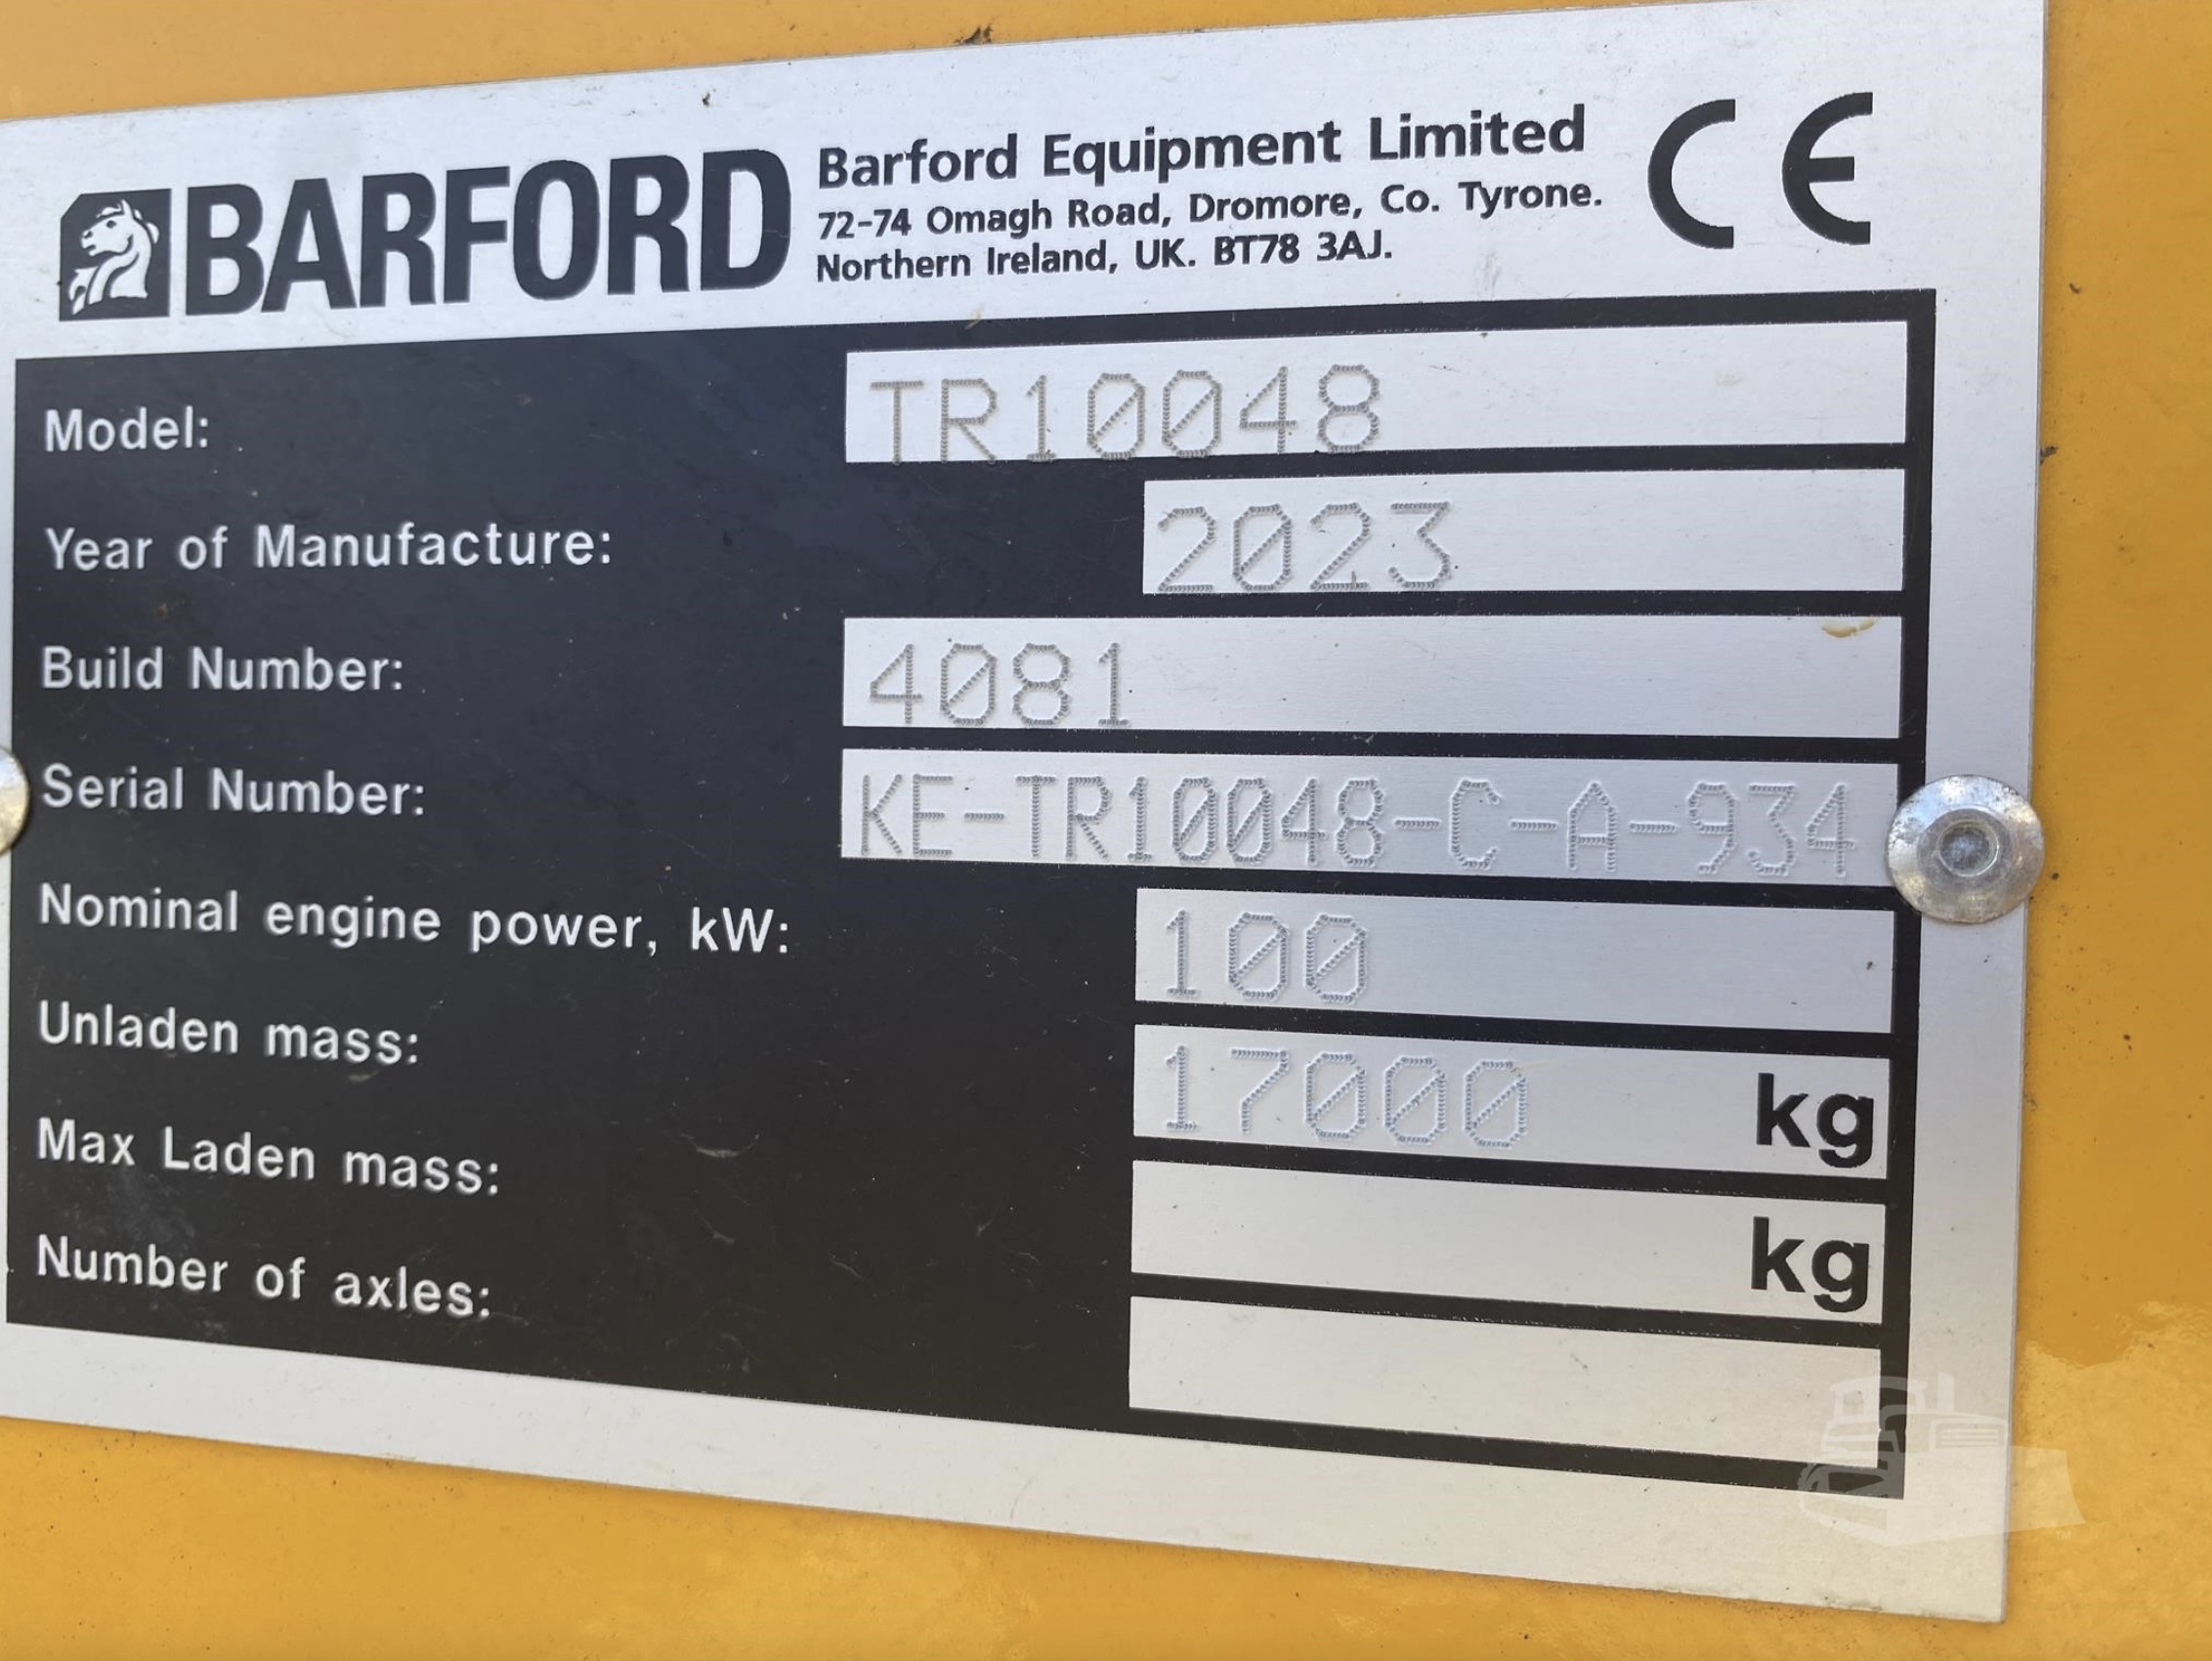 BARFORD
Barford Equipment Limited
72-74 Omagh Road, Dromore, Co. Tyrone.
Northern Ireland, UK. BT78 3AJ.
CE
Model: TR10048
Year of Manufacture: 2023
Build Number: 4081
Serial Number: KE-TR10048-C-A-934
Nominal engine power, kW: 100
Unladen mass: 17000 kg
Max Laden mass: kg
Number of axles: